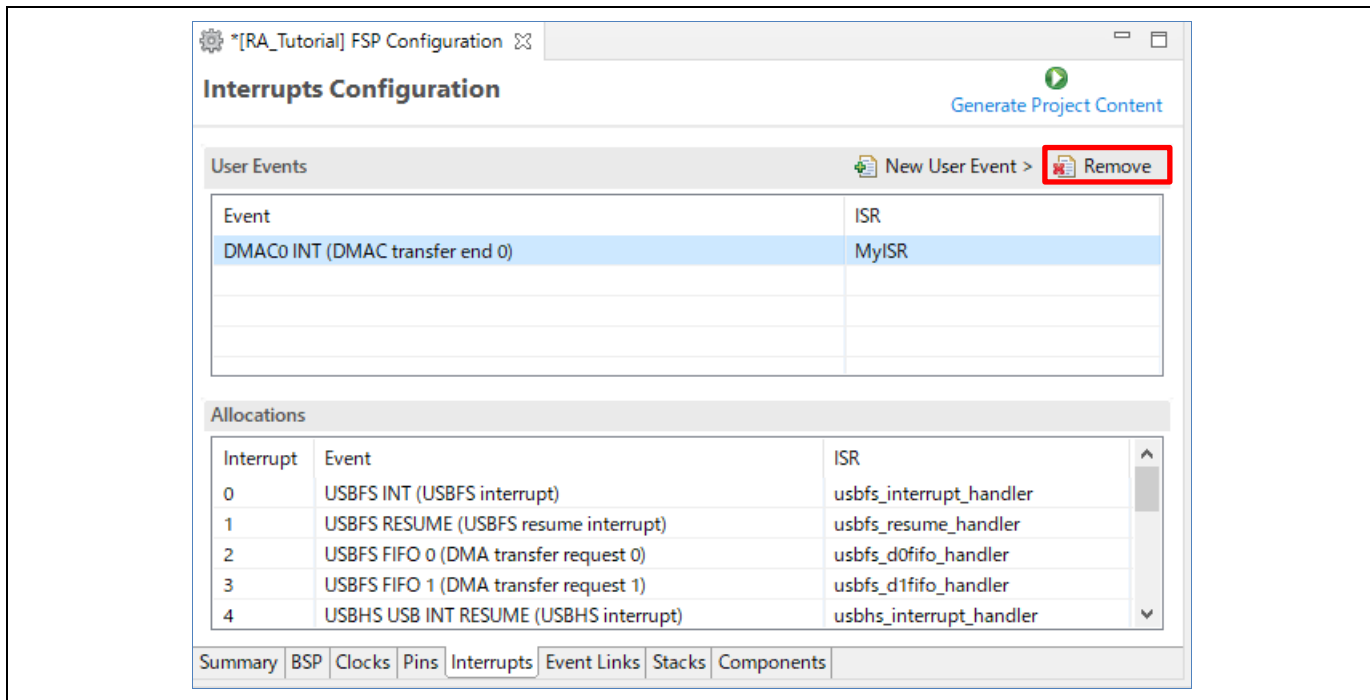 *[RA_Tutorial] FSP Configuration
Interrupts Configuration
Generate Project Content
User Events New User Event > Remove
Event ISR
DMAC0 INT (DMAC transfer end 0) MyISR
Allocations
Interrupt Event ISR
0 USBFS INT (USBFS interrupt) usbfs_interrupt_handler
1 USBFS RESUME (USBFS resume interrupt) usbfs_resume_handler
2 USBFS FIFO 0 (DMA transfer request 0) usbfs_d0fifo_handler
3 USBFS FIFO 1 (DMA transfer request 1) usbfs_d1fifo_handler
4 USBHS USB INT RESUME (USBHS interrupt) usbhs_interrupt_handler
Summary BSP Clocks Pins Interrupts Event Links Stacks Components